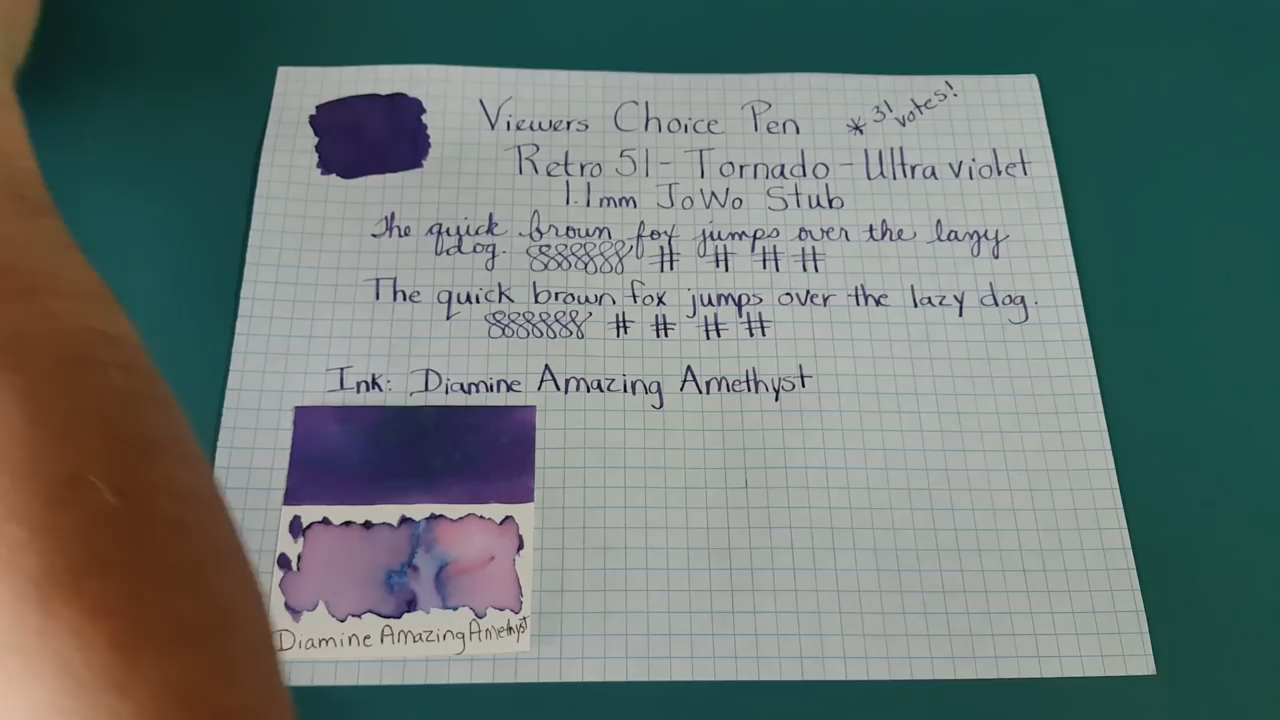 Viewers Choice Pen
* 31 votes!
Retro 51 - Tornado - Ultra violet
1.1mm JoWo Stub
The quick brown fox jumps over the lazy
dog. 8888888 # # # #
The quick brown fox jumps over the lazy dog.
8888888 # # # #
Ink: Diamine Amazing Amethyst
Diamine Amazing Amethyst